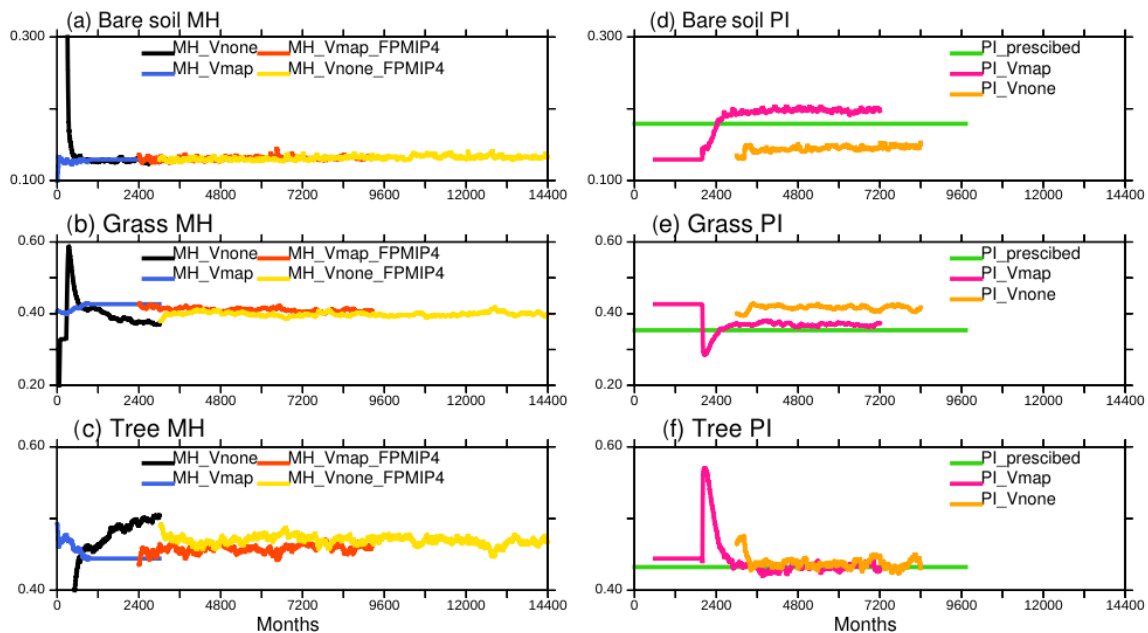 (a) Bare soil MH
0.300
MH_Vnone MH_Vmap_FPMIP4
MH_Vmap MH_Vnone_FPMIP4
0.100
0 2400 4800 7200 9600 12000 14400
(d) Bare soil PI
0.300
PI_prescibed
PI_Vmap
PI_Vnone
0.100
0 2400 4800 7200 9600 12000 14400
(b) Grass MH
0.60
MH_Vnone MH_Vmap_FPMIP4
MH_Vmap MH_Vnone_FPMIP4
0.40
0.20
0 2400 4800 7200 9600 12000 14400
(e) Grass PI
0.60
PI_prescibed
PI_Vmap
PI_Vnone
0.40
0.20
0 2400 4800 7200 9600 12000 14400
(c) Tree MH
0.60
MH_Vnone MH_Vmap_FPMIP4
MH_Vmap MH_Vnone_FPMIP4
0.40
0 2400 4800 7200 9600 12000 14400
Months
(f) Tree PI
0.60
PI_prescibed
PI_Vmap
PI_Vnone
0.40
0 2400 4800 7200 9600 12000 14400
Months